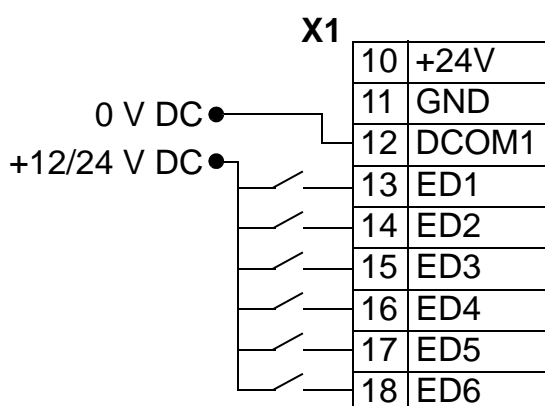 X1
10 +24V
11 GND
0 V DC
12 DCOM1
+12/24 V DC
13 ED1
14 ED2
15 ED3
16 ED4
17 ED5
18 ED6